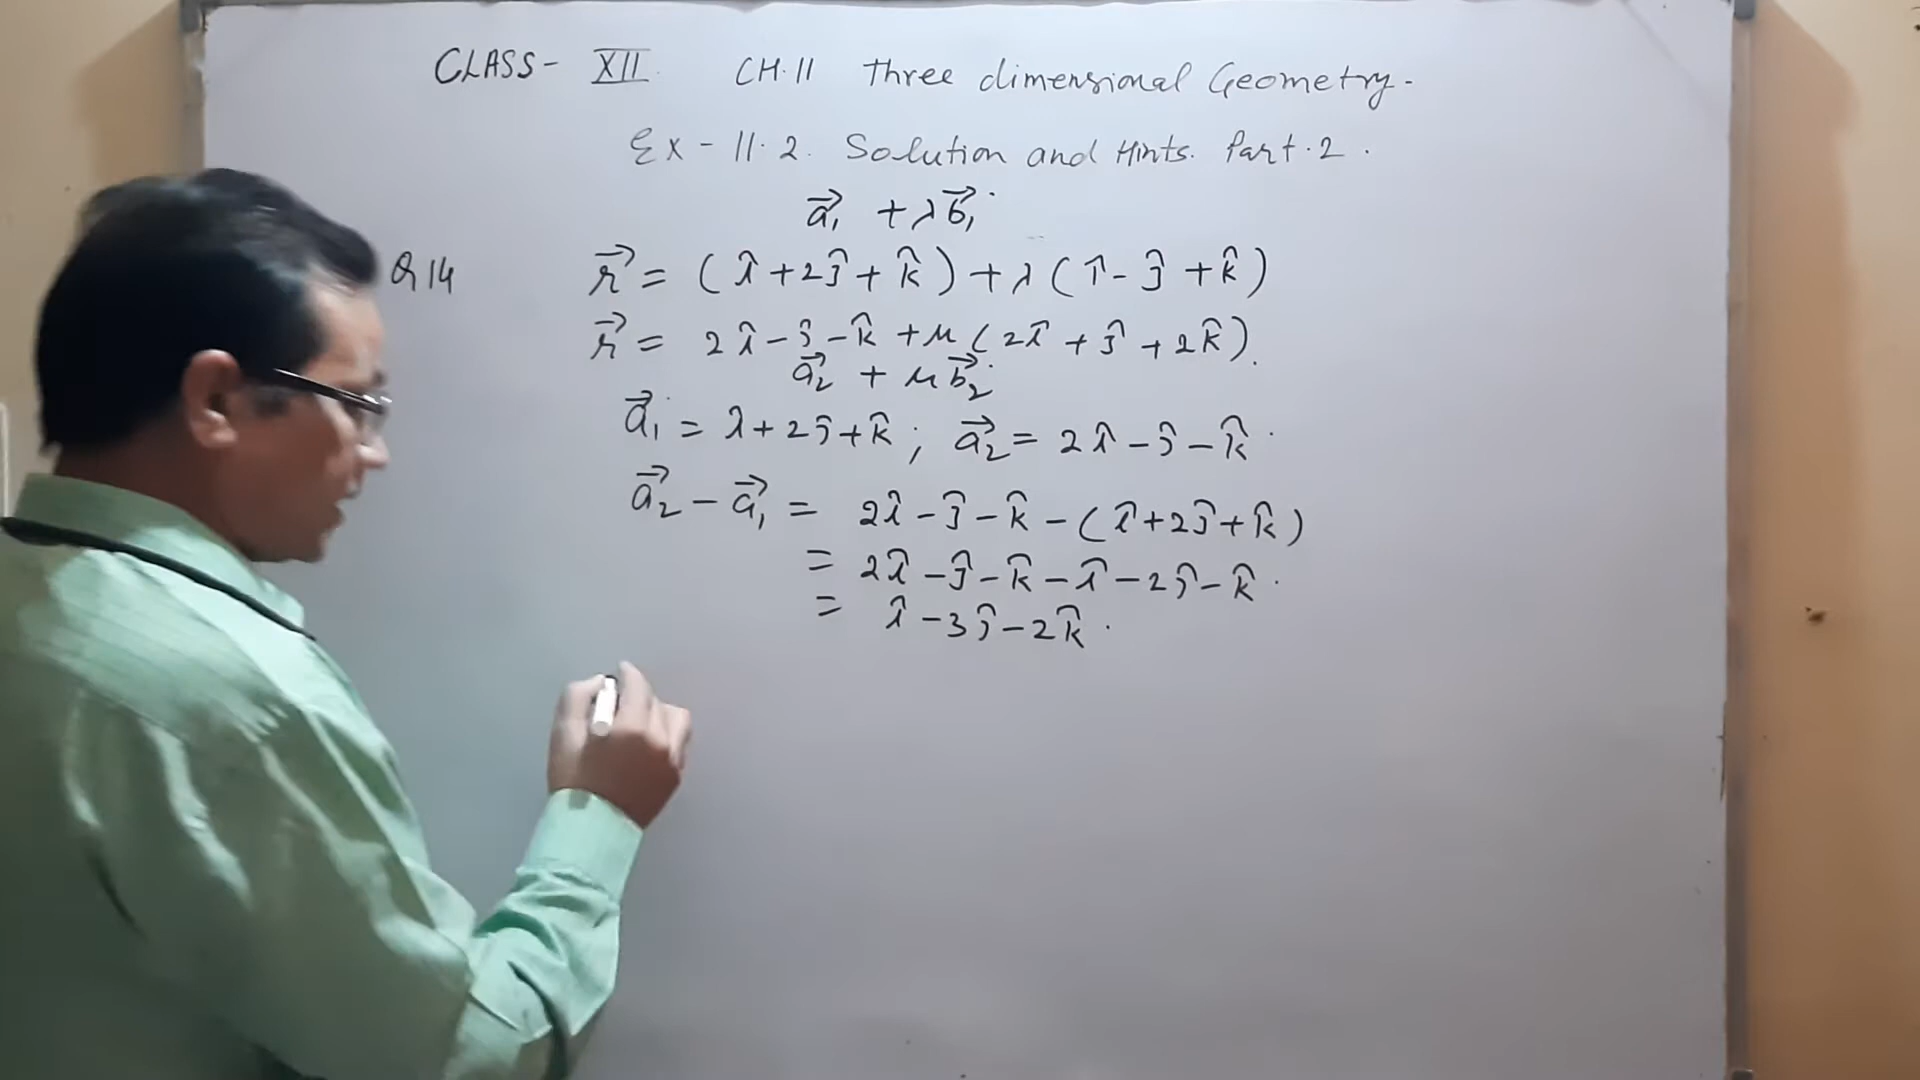 CLASS- XII CH.11 Three dimensional Geometry.
Ex - 11.2. Solution and Hints. Part.2.
a⃗₁ + λb⃗₁
Q 14 r⃗ = (î+2ĵ+k̂)+λ(î-ĵ+k̂)
r⃗ = 2î-ĵ-k̂+μ(2î+ĵ+2k̂).
a⃗₂ + μb⃗₂
a⃗₁ = î+2ĵ+k̂ ; a⃗₂ = 2î-ĵ-k̂.
a⃗₂-a⃗₁ = 2î-ĵ-k̂-(î+2ĵ+k̂)
= 2î-ĵ-k̂-î-2ĵ-k̂.
= î-3ĵ-2k̂.